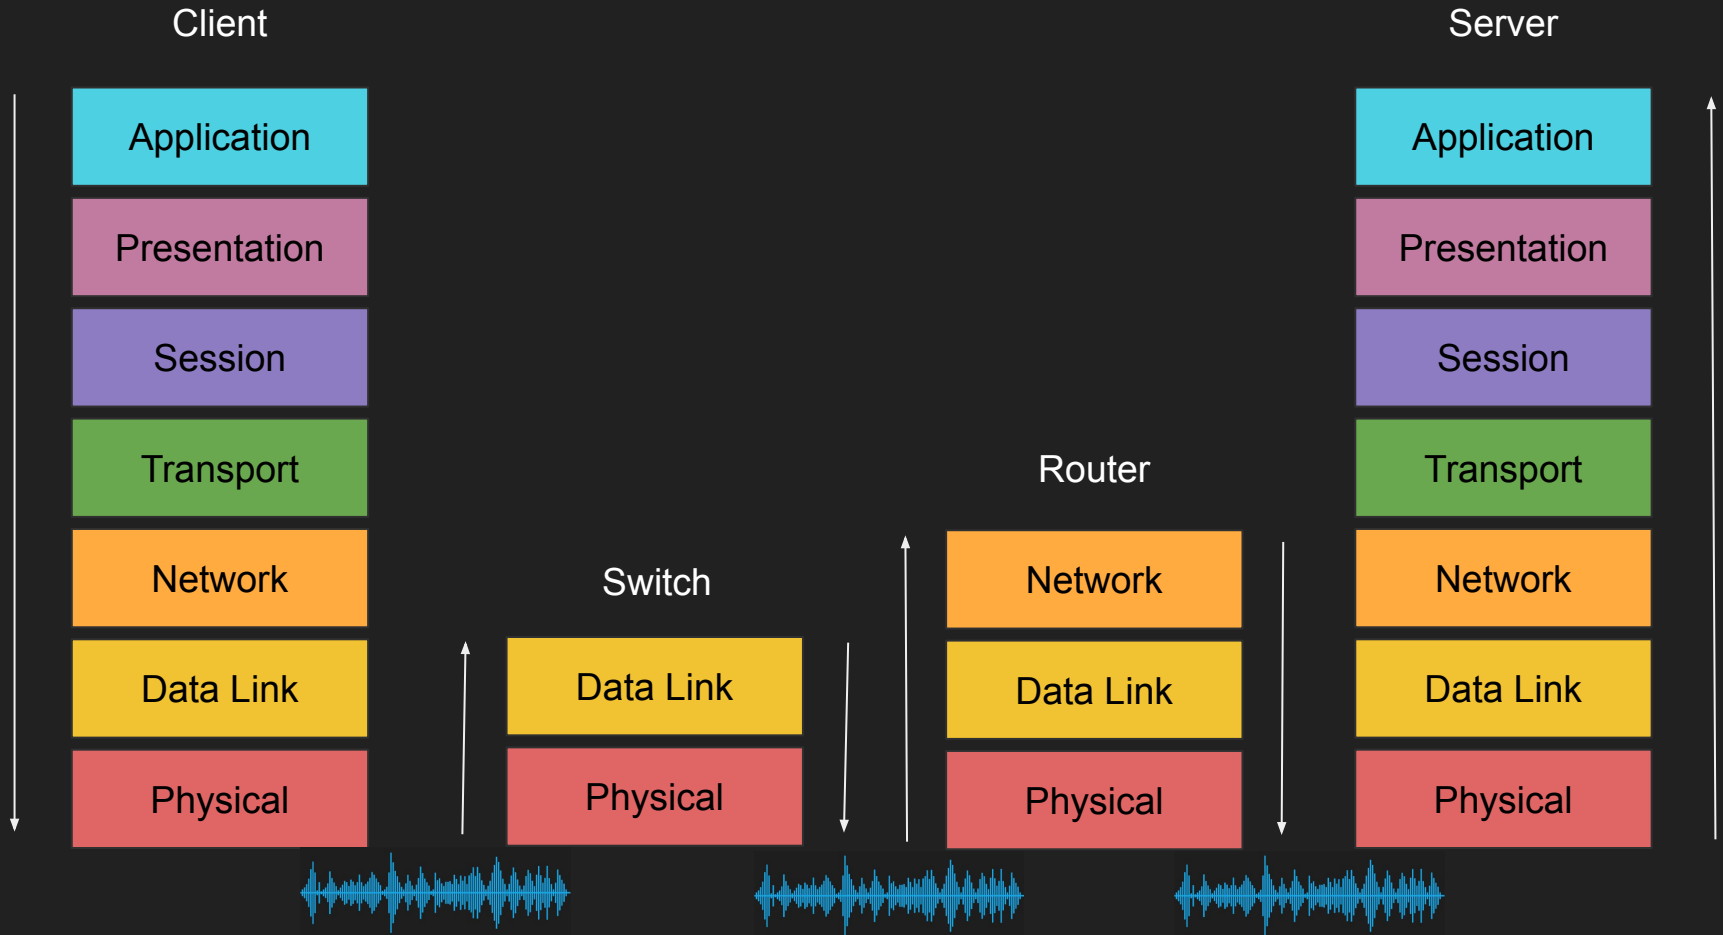 Client
Application
Presentation
Session
Transport
Network
Data Link
Physical
Switch
Data Link
Physical
Router
Network
Data Link
Physical
Server
Application
Presentation
Session
Transport
Network
Data Link
Physical